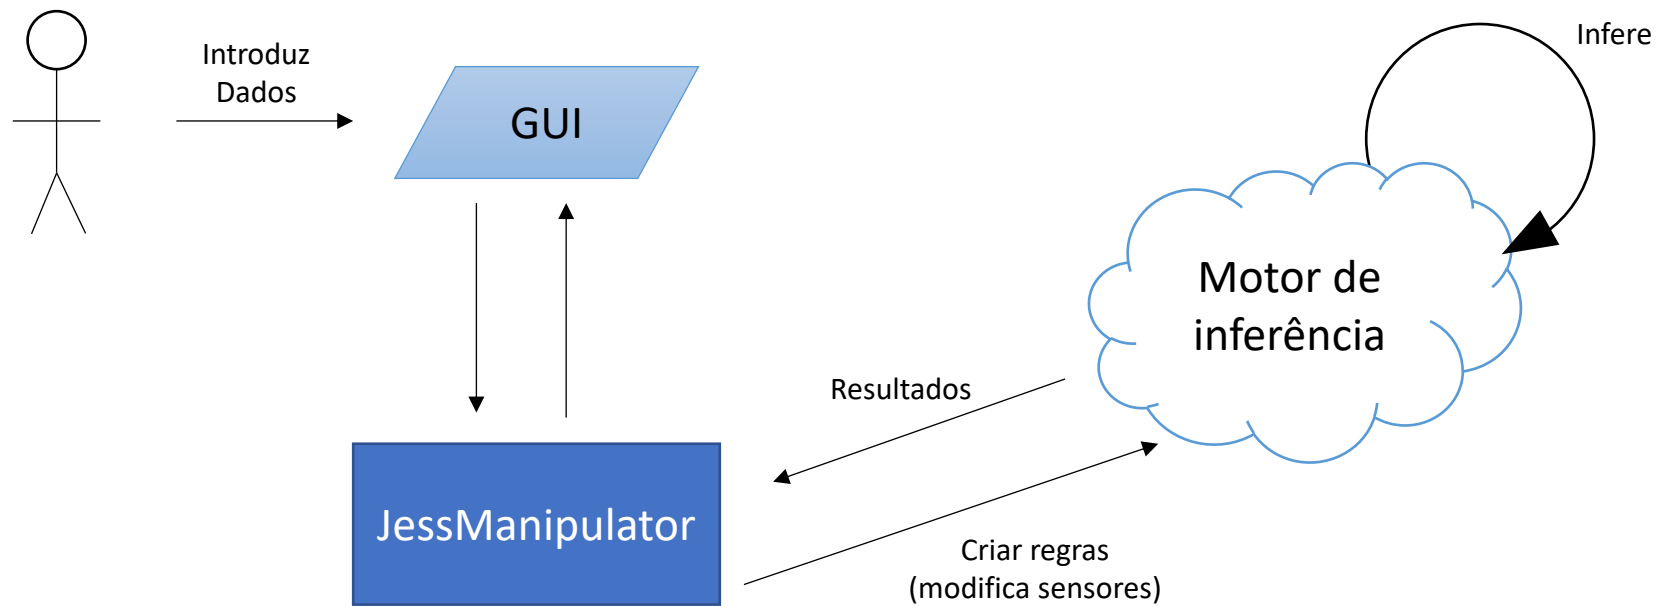 Introduz
Dados
GUI
Infere
Motor de
inferência
Resultados
JessManipulator
Criar regras
(modifica sensores)